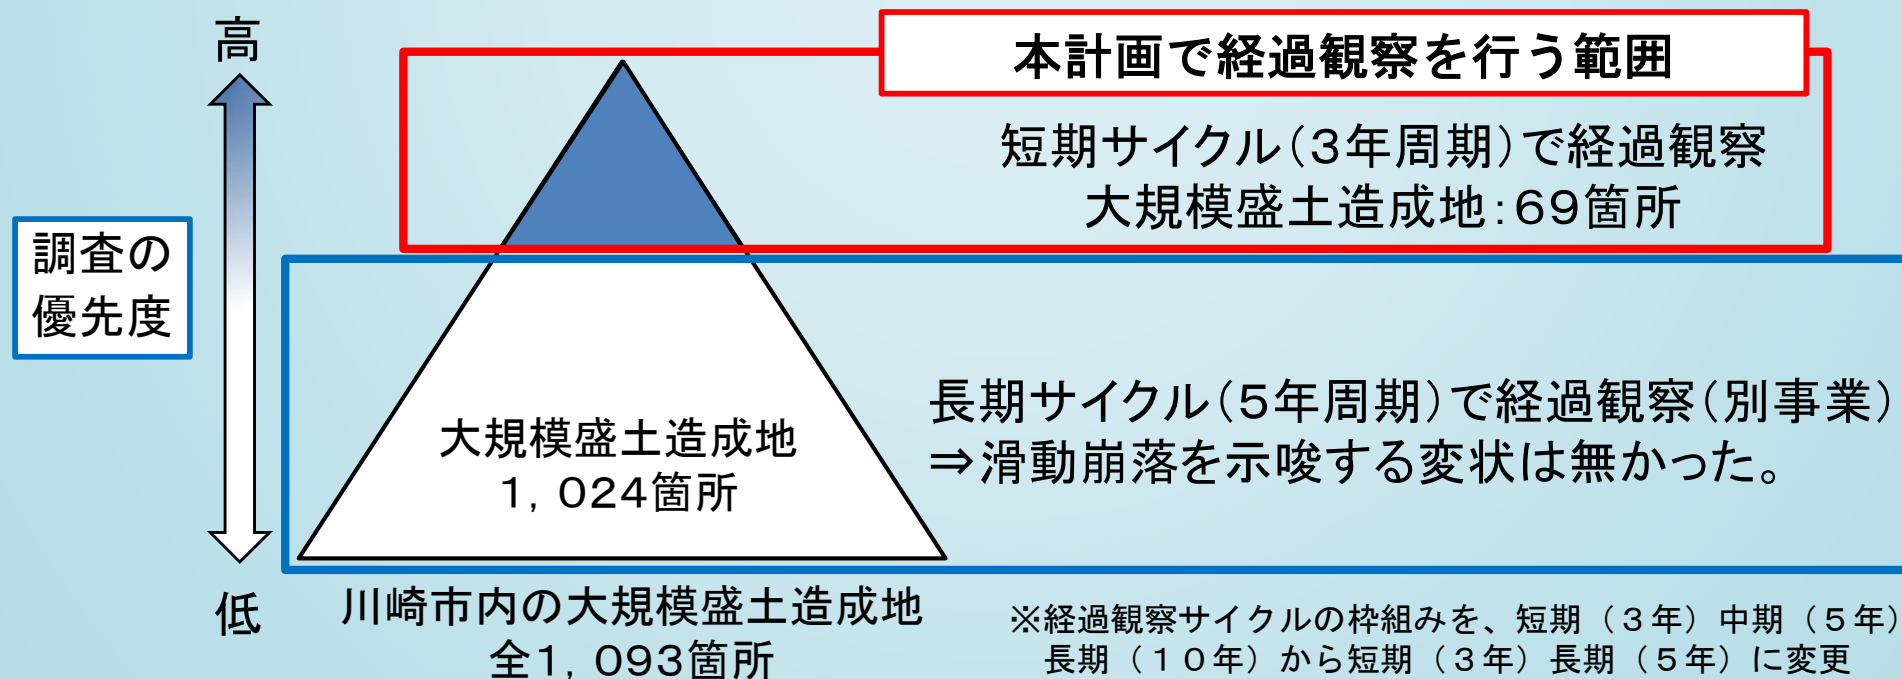 高
本計画で経過観察を行う範囲
短期サイクル(3年周期)で経過観察
大規模盛土造成地:69箇所
調査の
優先度
長期サイクル(5年周期)で経過観察(別事業)
⇒滑動崩落を示唆する変状は無かった。
大規模盛土造成地
1,024箇所
低
川崎市内の大規模盛土造成地
全1,093箇所
※経過観察サイクルの枠組みを、短期(3年)中期(5年)
長期(10年)から短期(3年)長期(5年)に変更